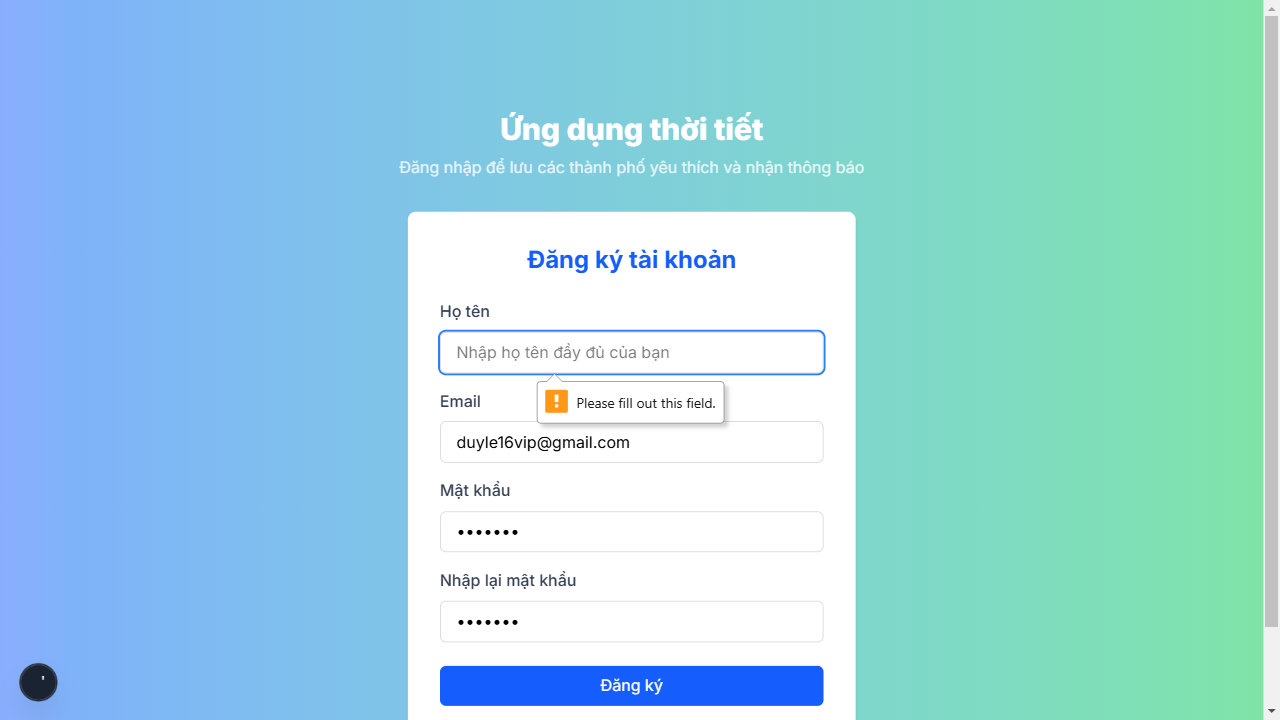 Ứng dụng thời tiết
Đăng nhập để lưu các thành phố yêu thích và nhận thông báo
Đăng ký tài khoản
Họ tên
Nhập họ tên đầy đủ của bạn
Please fill out this field.
Email
duyle16vip@gmail.com
Mật khẩu
•••••••
Nhập lại mật khẩu
•••••••
Đăng ký